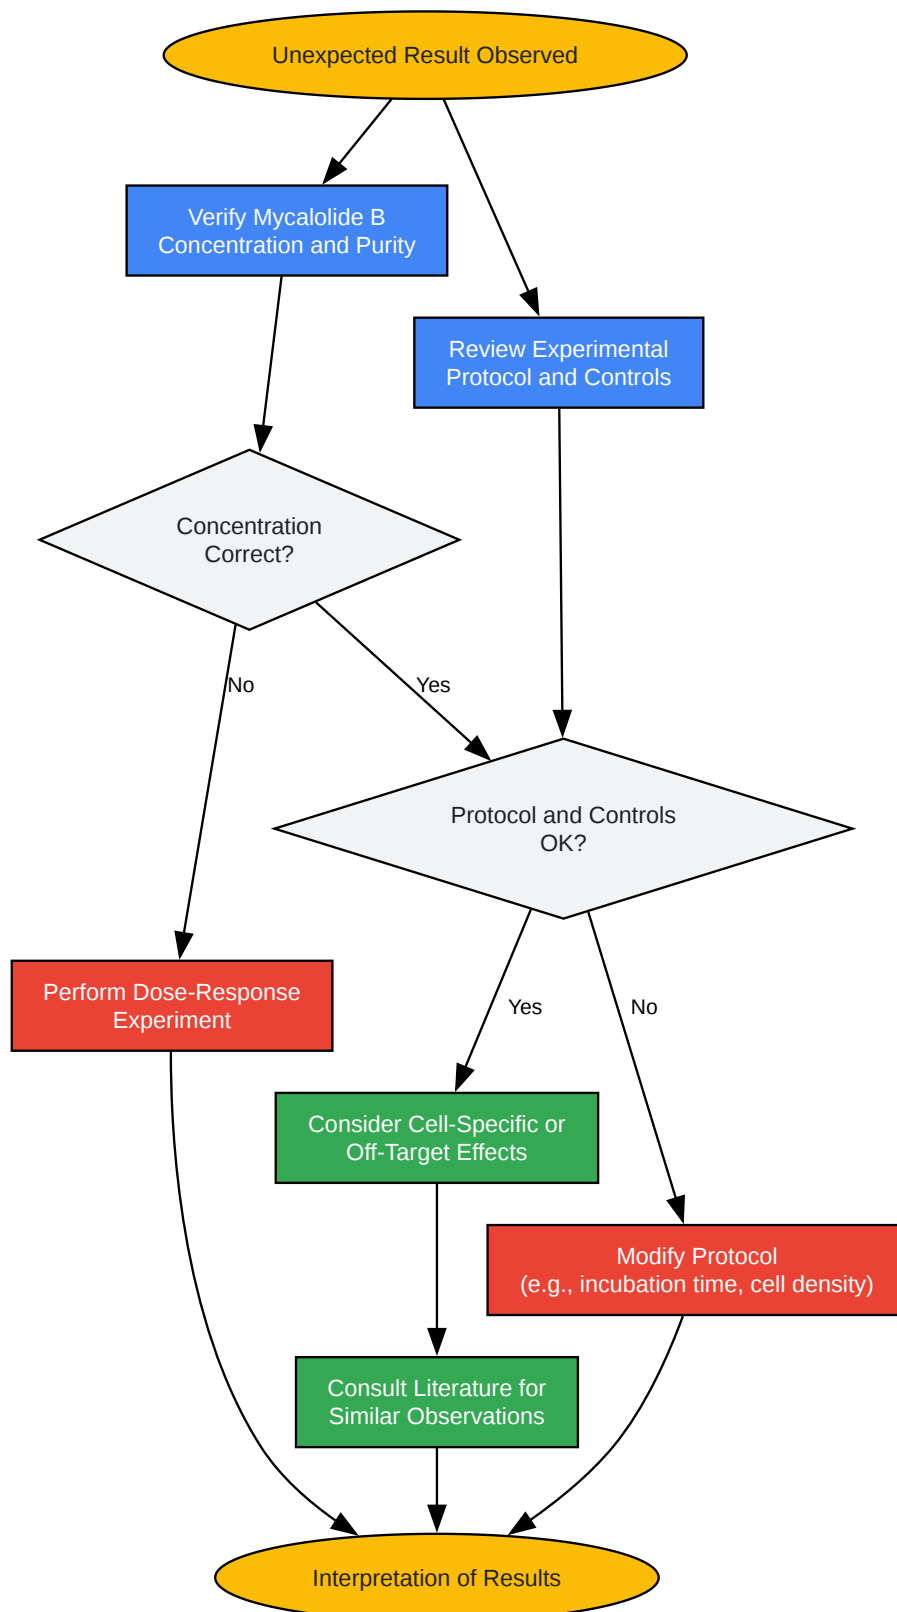 Unexpected Result Observed
Verify Mycalolide B
Concentration and Purity
Review Experimental
Protocol and Controls
Concentration
Correct?
No
Yes
Protocol and Controls
OK?
Perform Dose-Response
Experiment
Yes
No
Consider Cell-Specific or
Off-Target Effects
Modify Protocol
(e.g., incubation time, cell density)
Consult Literature for
Similar Observations
Interpretation of Results